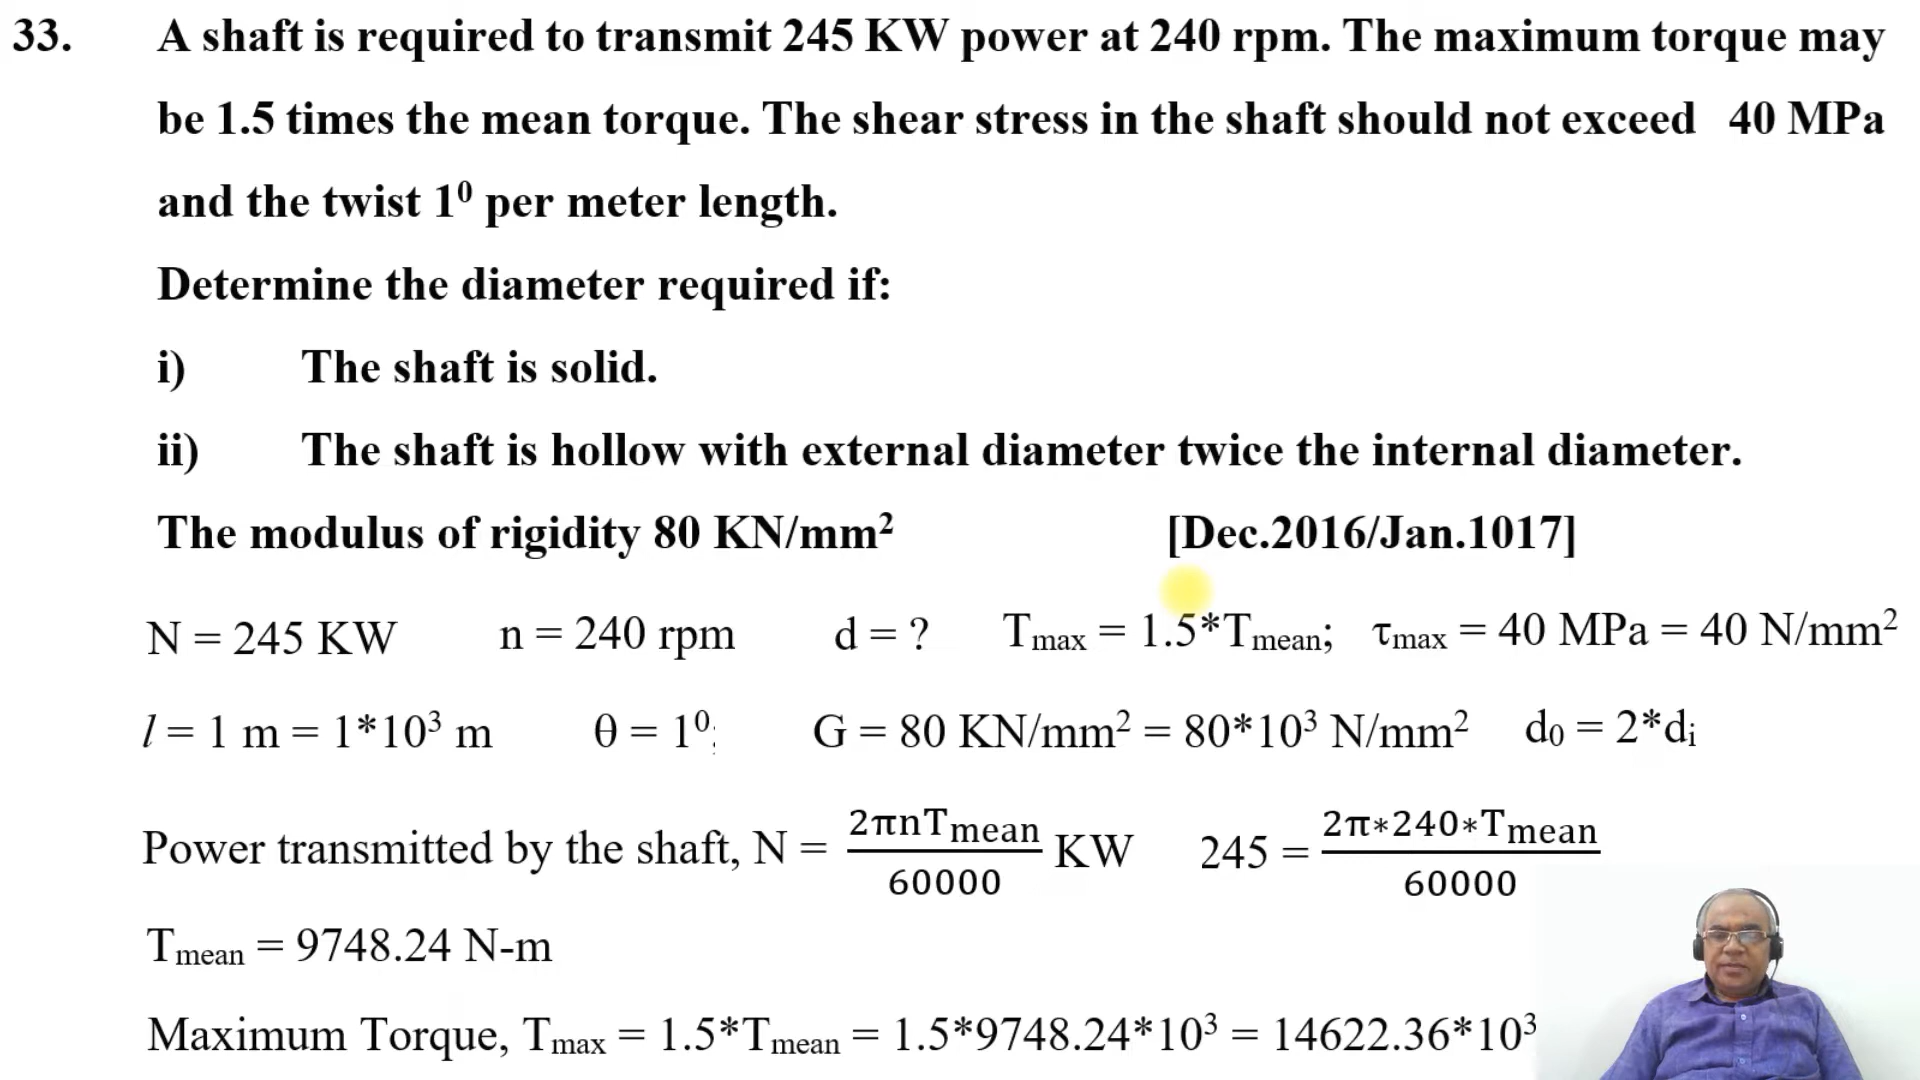 33. A shaft is required to transmit 245 KW power at 240 rpm. The maximum torque may
be 1.5 times the mean torque. The shear stress in the shaft should not exceed 40 MPa
and the twist 1⁰ per meter length.
Determine the diameter required if:
i) The shaft is solid.
ii) The shaft is hollow with external diameter twice the internal diameter.
The modulus of rigidity 80 KN/mm² [Dec.2016/Jan.1017]
N = 245 KW n = 240 rpm d = ? Tmax = 1.5*Tmean; τmax = 40 MPa = 40 N/mm²
l = 1 m = 1*10³ m θ = 1⁰; G = 80 KN/mm² = 80*10³ N/mm² d₀ = 2*dᵢ
Power transmitted by the shaft, N = 2πnTmean/60000 KW 245 = 2π*240*Tmean/60000
Tmean = 9748.24 N-m
Maximum Torque, Tmax = 1.5*Tmean = 1.5*9748.24*10³ = 14622.36*10³